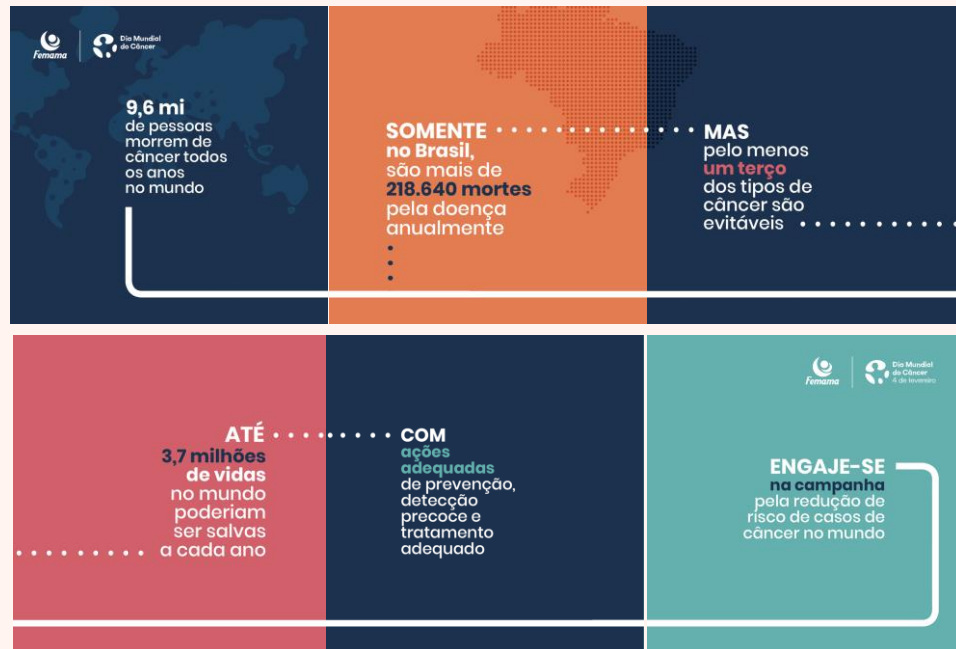 Femama
Dia Mundial
do Câncer
9,6 mi
de pessoas
morrem de
câncer todos
os anos
no mundo
SOMENTE
no Brasil,
são mais de
218.640 mortes
pela doença
anualmente
MAS
pelo menos
um terço
dos tipos de
câncer são
evitáveis
ATÉ
3,7 milhões
de vidas
no mundo
poderiam
ser salvas
a cada ano
COM
ações
adequadas
de prevenção,
detecção
precoce e
tratamento
adequado
Femama
Dia Mundial
do Câncer
4 de fevereiro
ENGAJE-SE
na campanha
pela redução de
risco de casos de
câncer no mundo